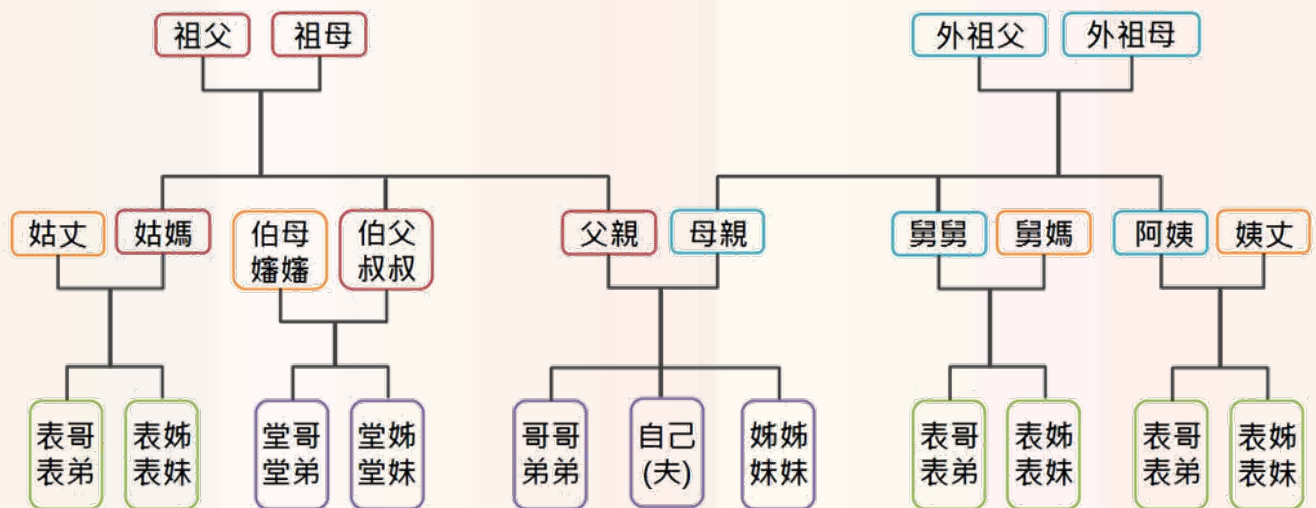 祖父
祖母
外祖父
外祖母
姑丈
姑媽
伯母
嬸嬸
伯父
叔叔
父親
母親
舅舅
舅媽
阿姨
姨丈
表哥
表弟
表姊
表妹
堂哥
堂弟
堂姊
堂妹
哥哥
弟弟
自己
(夫)
姊姊
妹妹
表哥
表弟
表姊
表妹
表哥
表弟
表姊
表妹